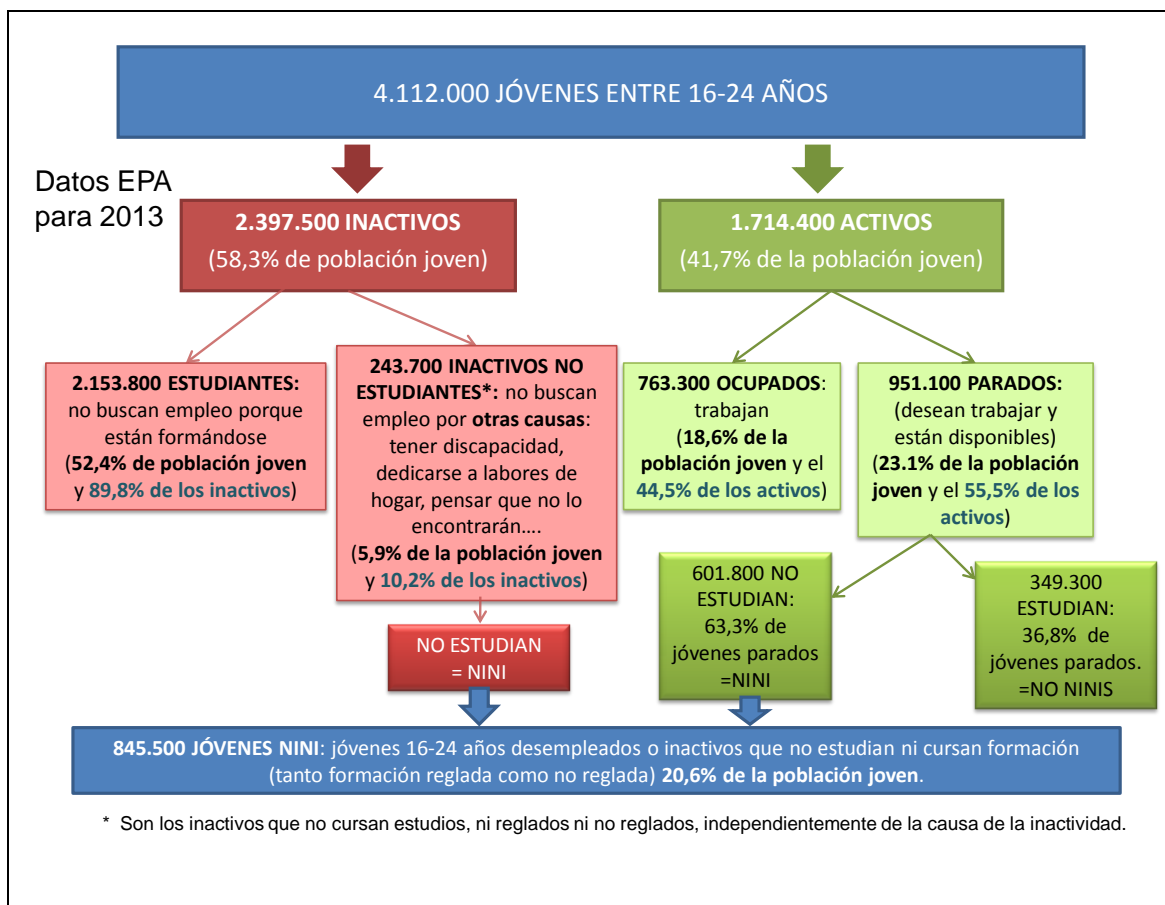 4.112.000 JÓVENES ENTRE 16-24 AÑOS
Datos EPA
para 2013
2.397.500 INACTIVOS
(58,3% de población joven)
1.714.400 ACTIVOS
(41,7% de la población joven)
2.153.800 ESTUDIANTES:
no buscan empleo porque
están formándose
(52,4% de población joven
y 89,8% de los inactivos)
243.700 INACTIVOS NO
ESTUDIANTES*: no buscan
empleo por otras causas:
tener discapacidad,
dedicarse a labores de
hogar, pensar que no lo
encontrarán....
(5,9% de la población joven
y 10,2% de los inactivos)
763.300 OCUPADOS:
trabajan
(18,6% de la
población joven y el
44,5% de los activos)
951.100 PARADOS:
(desean trabajar y
están disponibles)
(23.1% de la población
joven y el 55,5% de los
activos)
NO ESTUDIAN
= NINI
601.800 NO
ESTUDIAN:
63,3% de
jóvenes parados
=NINI
349.300
ESTUDIAN:
36,8% de
jóvenes parados.
=NO NINIS
845.500 JÓVENES NINI: jóvenes 16-24 años desempleados o inactivos que no estudian ni cursan formación
(tanto formación reglada como no reglada) 20,6% de la población joven.
* Son los inactivos que no cursan estudios, ni reglados ni no reglados, independientemente de la causa de la inactividad.